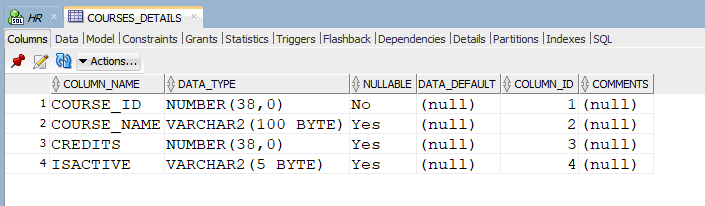 SQL HR COURSES_DETAILS
Columns Data Model Constraints Grants Statistics Triggers Flashback Dependencies Details Partitions Indexes SQL
Actions...
COLUMN_NAME DATA_TYPE NULLABLE DATA_DEFAULT COLUMN_ID COMMENTS
1 COURSE_ID NUMBER(38,0) No (null) 1 (null)
2 COURSE_NAME VARCHAR2(100 BYTE) Yes (null) 2 (null)
3 CREDITS NUMBER(38,0) Yes (null) 3 (null)
4 ISACTIVE VARCHAR2(5 BYTE) Yes (null) 4 (null)